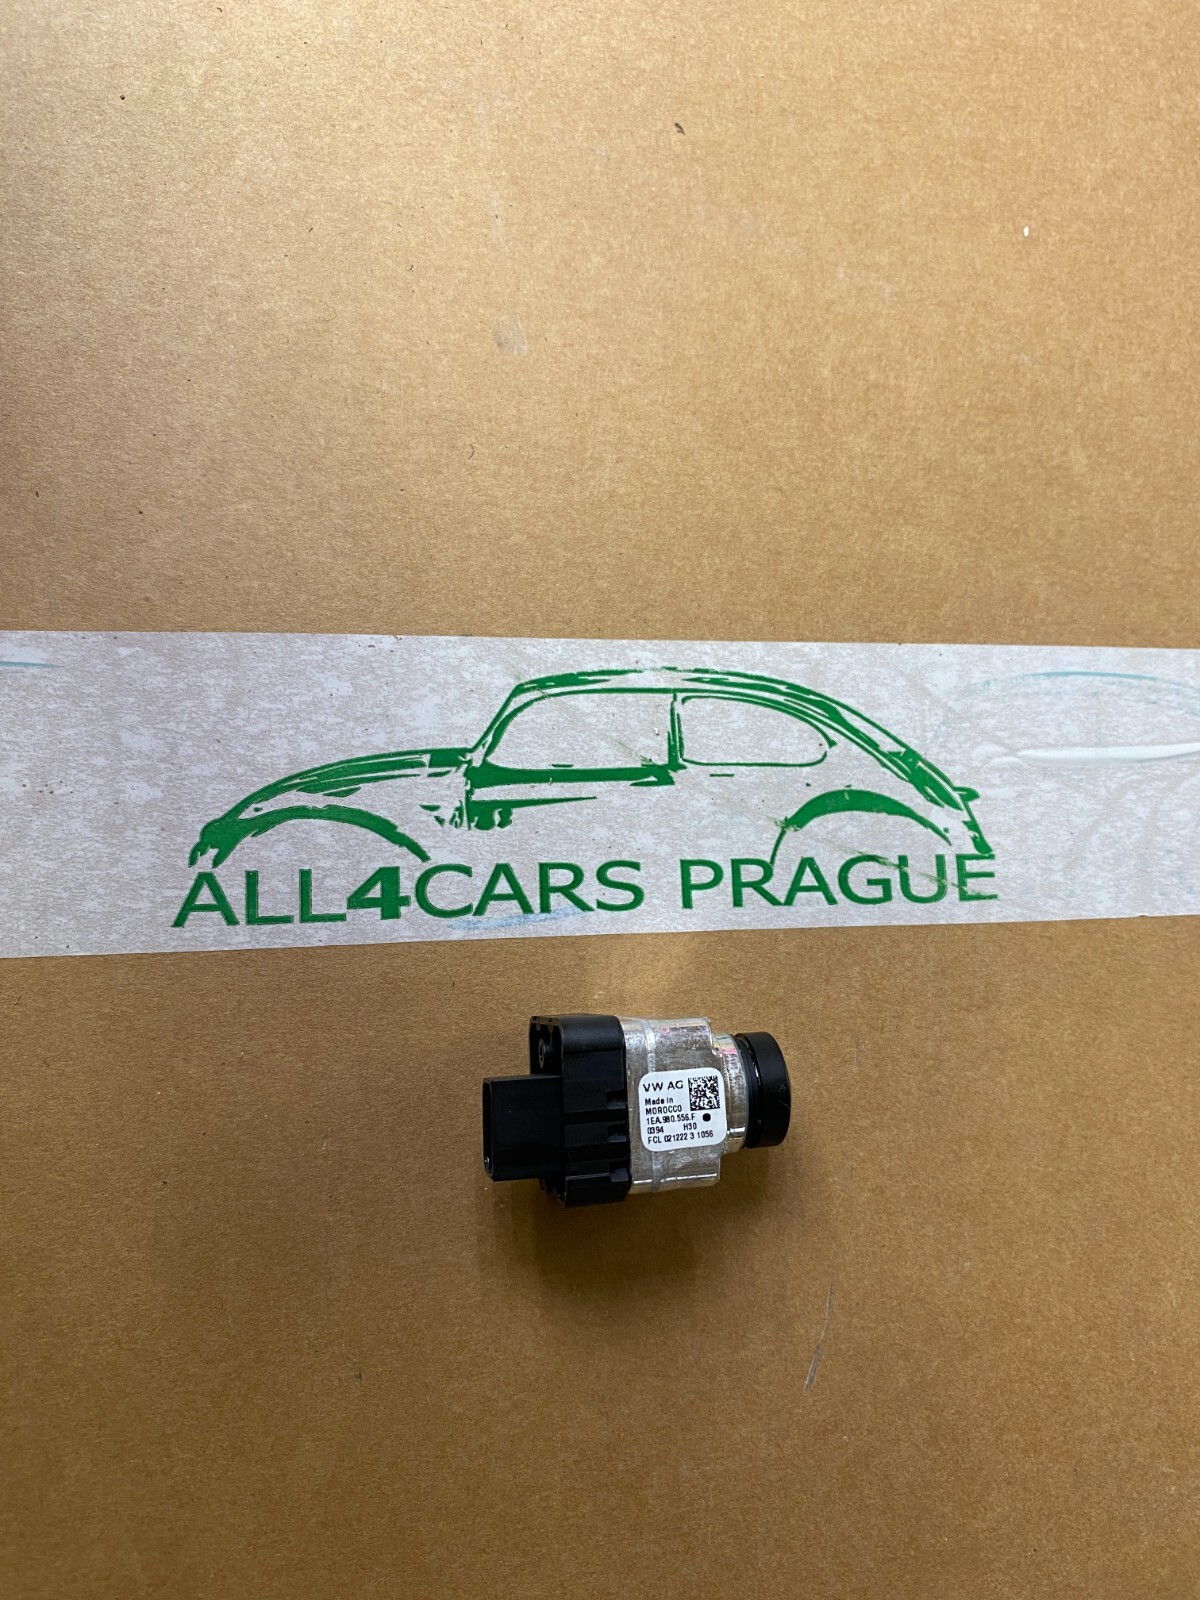 ALL4CARS PRAGUE
VW AG
Made in
MOROCCO
1EA.980.556.F
0394 H30
FCL 021222 3 1056